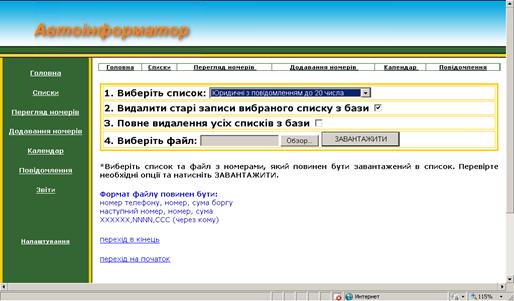 Автоінформатор
Головна Списки Перегляд номерів Додавання номерів Календар Повідомлення
Головна
Списки
Перегляд номерів
Додавання номерів
Календар
Повідомлення
Звіти
Налаштування
1. Виберіть список: Юридичні з повідомленням до 20 числа
2. Видалити старі записи вибраного списку з бази
3. Повне видалення усіх списків з бази
4. Виберіть файл: Обзор... ЗАВАНТАЖИТИ
*Виберіть список та файл з номерами, який повинен бути завантажений в список. Перевірте
необхідні опції та натисніть ЗАВАНТАЖИТИ.
Формат файлу повинен бути:
номер телефону, номер, сума боргу
наступний номер, номер, сума
XXXXXX,NNNN,CCC (через кому)
перехід в кінець
перехід на початок
Интернет 115%